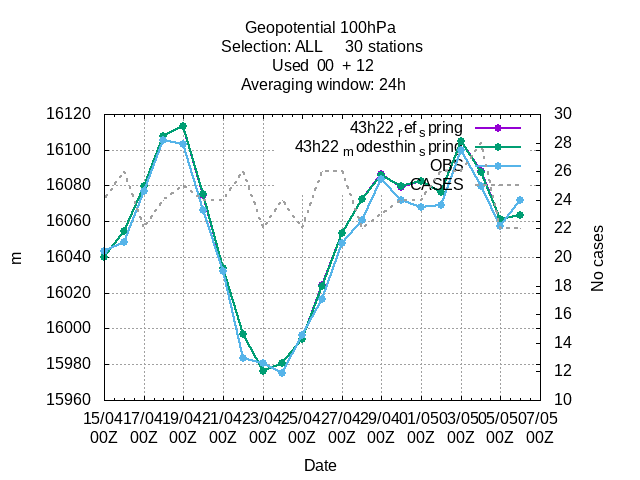 Geopotential 100hPa
Selection: ALL 30 stations
Used 00 + 12
Averaging window: 24h
43h22 ref spring
43h22 modesthin spring
OBS
CASES
16120
16100
16080
16060
16040
16020
16000
15980
15960
30
28
26
24
22
20
18
16
14
12
10
m
No cases
15/04 17/04 19/04 21/04 23/04 25/04 27/04 29/04 01/05 03/05 05/05 07/05
00Z 00Z 00Z 00Z 00Z 00Z 00Z 00Z 00Z 00Z 00Z 00Z
Date